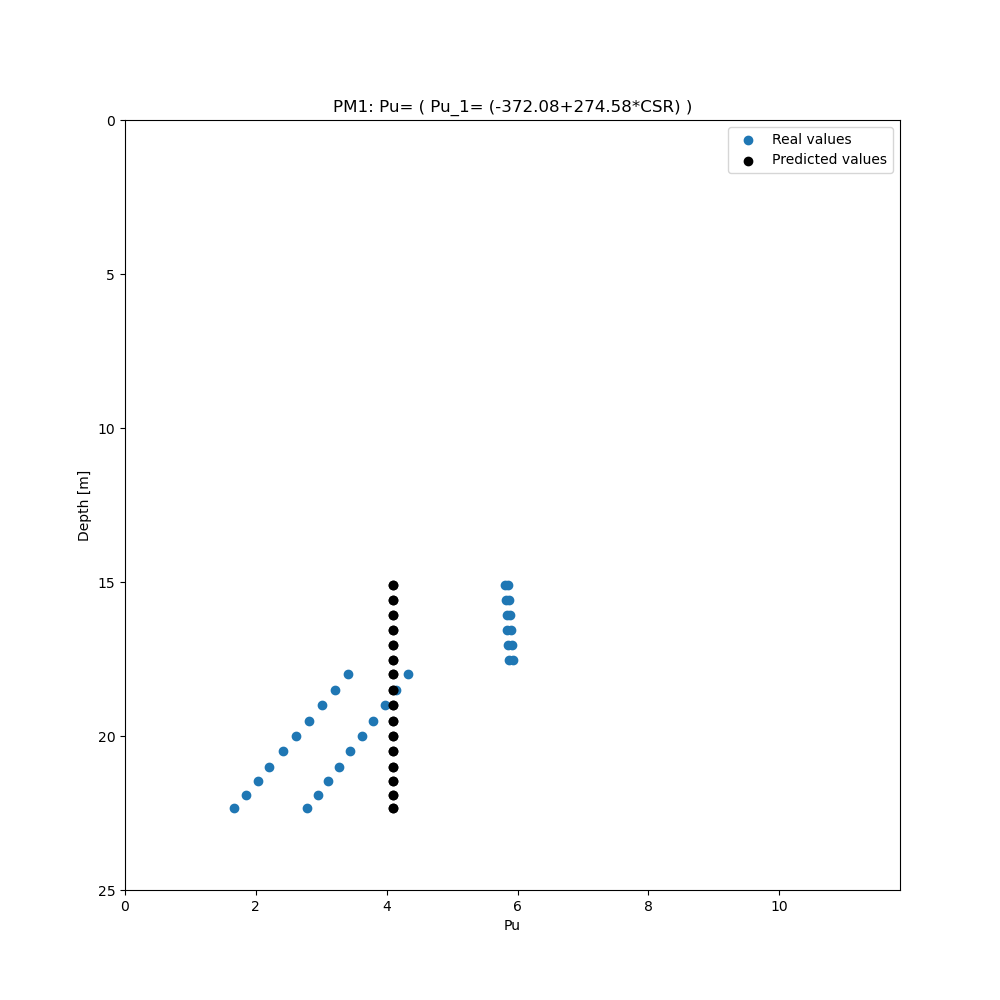 PM1: Pu= ( Pu_1= (-372.08+274.58*CSR) )
Real values
Predicted values
0
5
10
15
20
25
Depth [m]
0 2 4 6 8 10
Pu